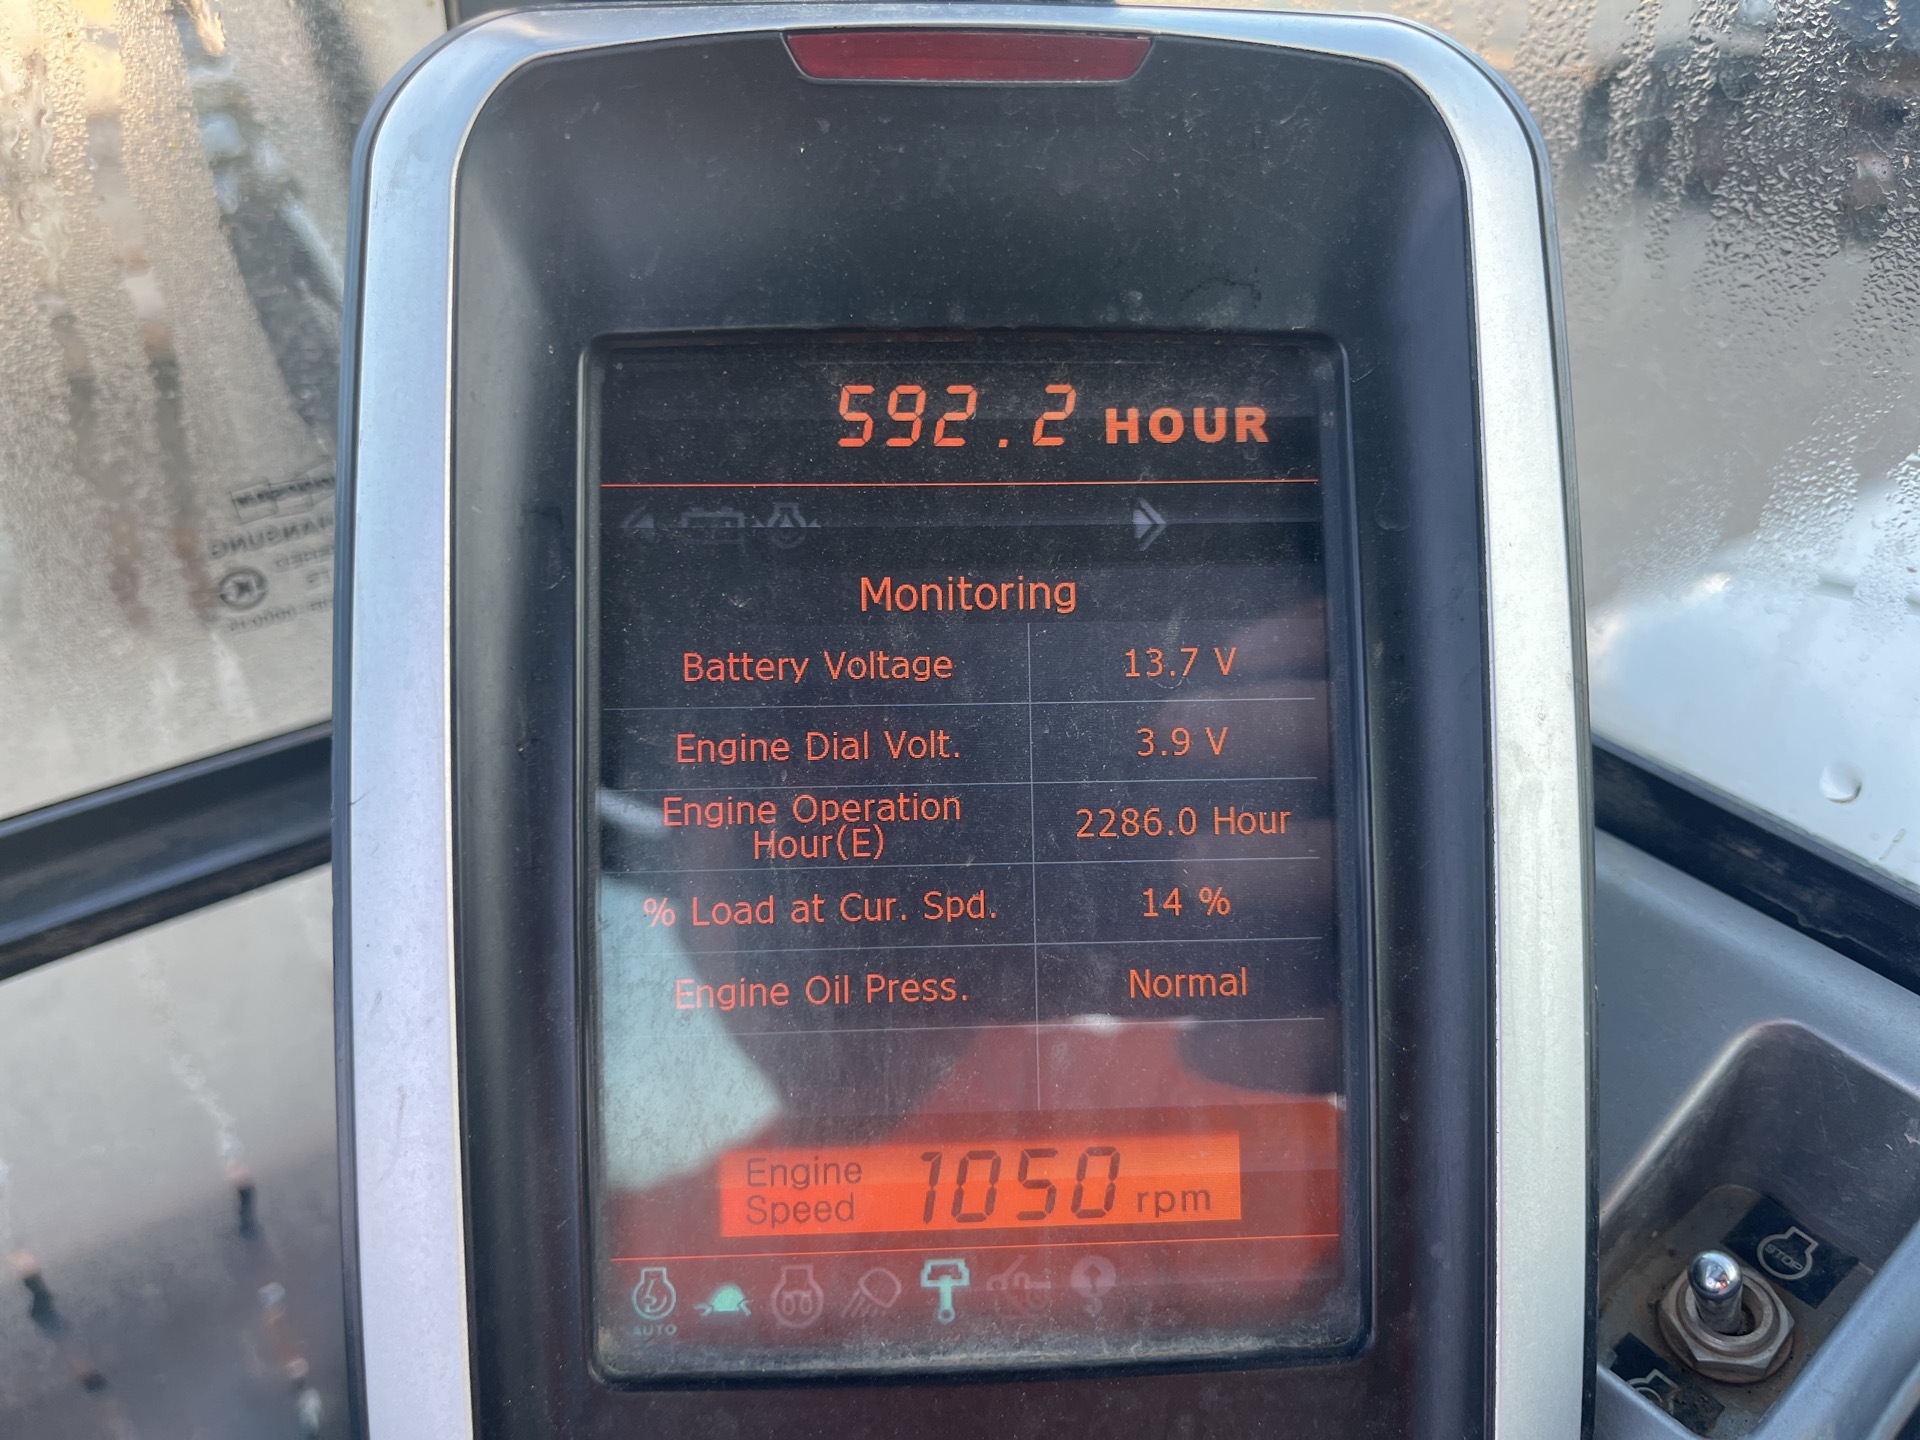 592.2 HOUR
Monitoring
Battery Voltage 13.7 V
Engine Dial Volt. 3.9 V
Engine Operation Hour(E) 2286.0 Hour
% Load at Cur. Spd. 14 %
Engine Oil Press. Normal
Engine Speed 1050 rpm
AUTO
STOP
HANSUNG